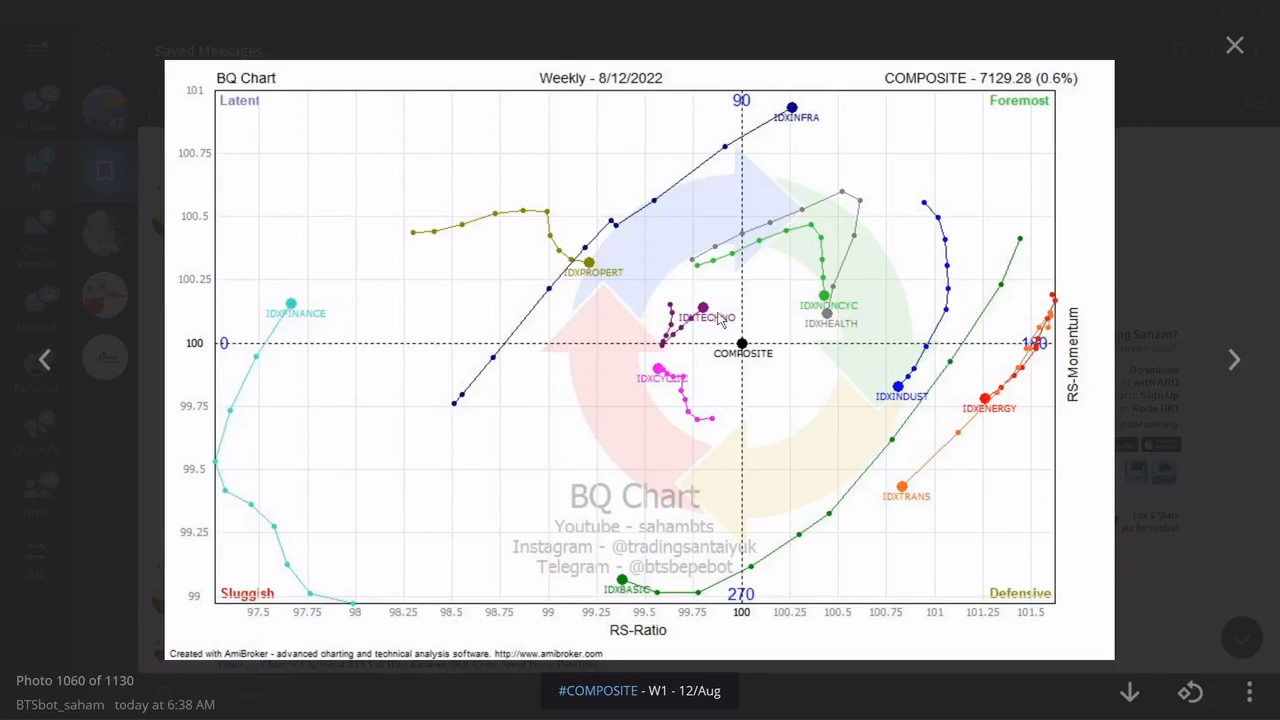 Saved Messages
BQ Chart
Weekly - 8/12/2022
COMPOSITE - 7129.28 (0.6%)
101
Latent
90
Foremost
IDXINFRA
100.75
100.5
IDXPROPERT
100.25
IDXNONCYC
IDXFINANCE
IDXTECHNO
IDXHEALTH
100
0
180
COMPOSITE
RS-Momentum
IDXCYCLIC
IDXINDUST
99.75
IDXENERGY
99.5
IDXTRANS
BQ Chart
Youtube - sahambts
99.25
Instagram - @tradingsantaiyuk
Telegram - @btsbepebot
99
IDXBASIC
Sluggish
270
Defensive
97.5 97.75 98 98.25 98.5 98.75 99 99.25 99.5 99.75 100 100.25 100.5 100.75 101 101.25 101.5
RS-Ratio
Created with AmiBroker - advanced charting and technical analysis software. http://www.amibroker.com
Photo 1060 of 1130
#COMPOSITE - W1 - 12/Aug
BTSbot_saham today at 6:38 AM